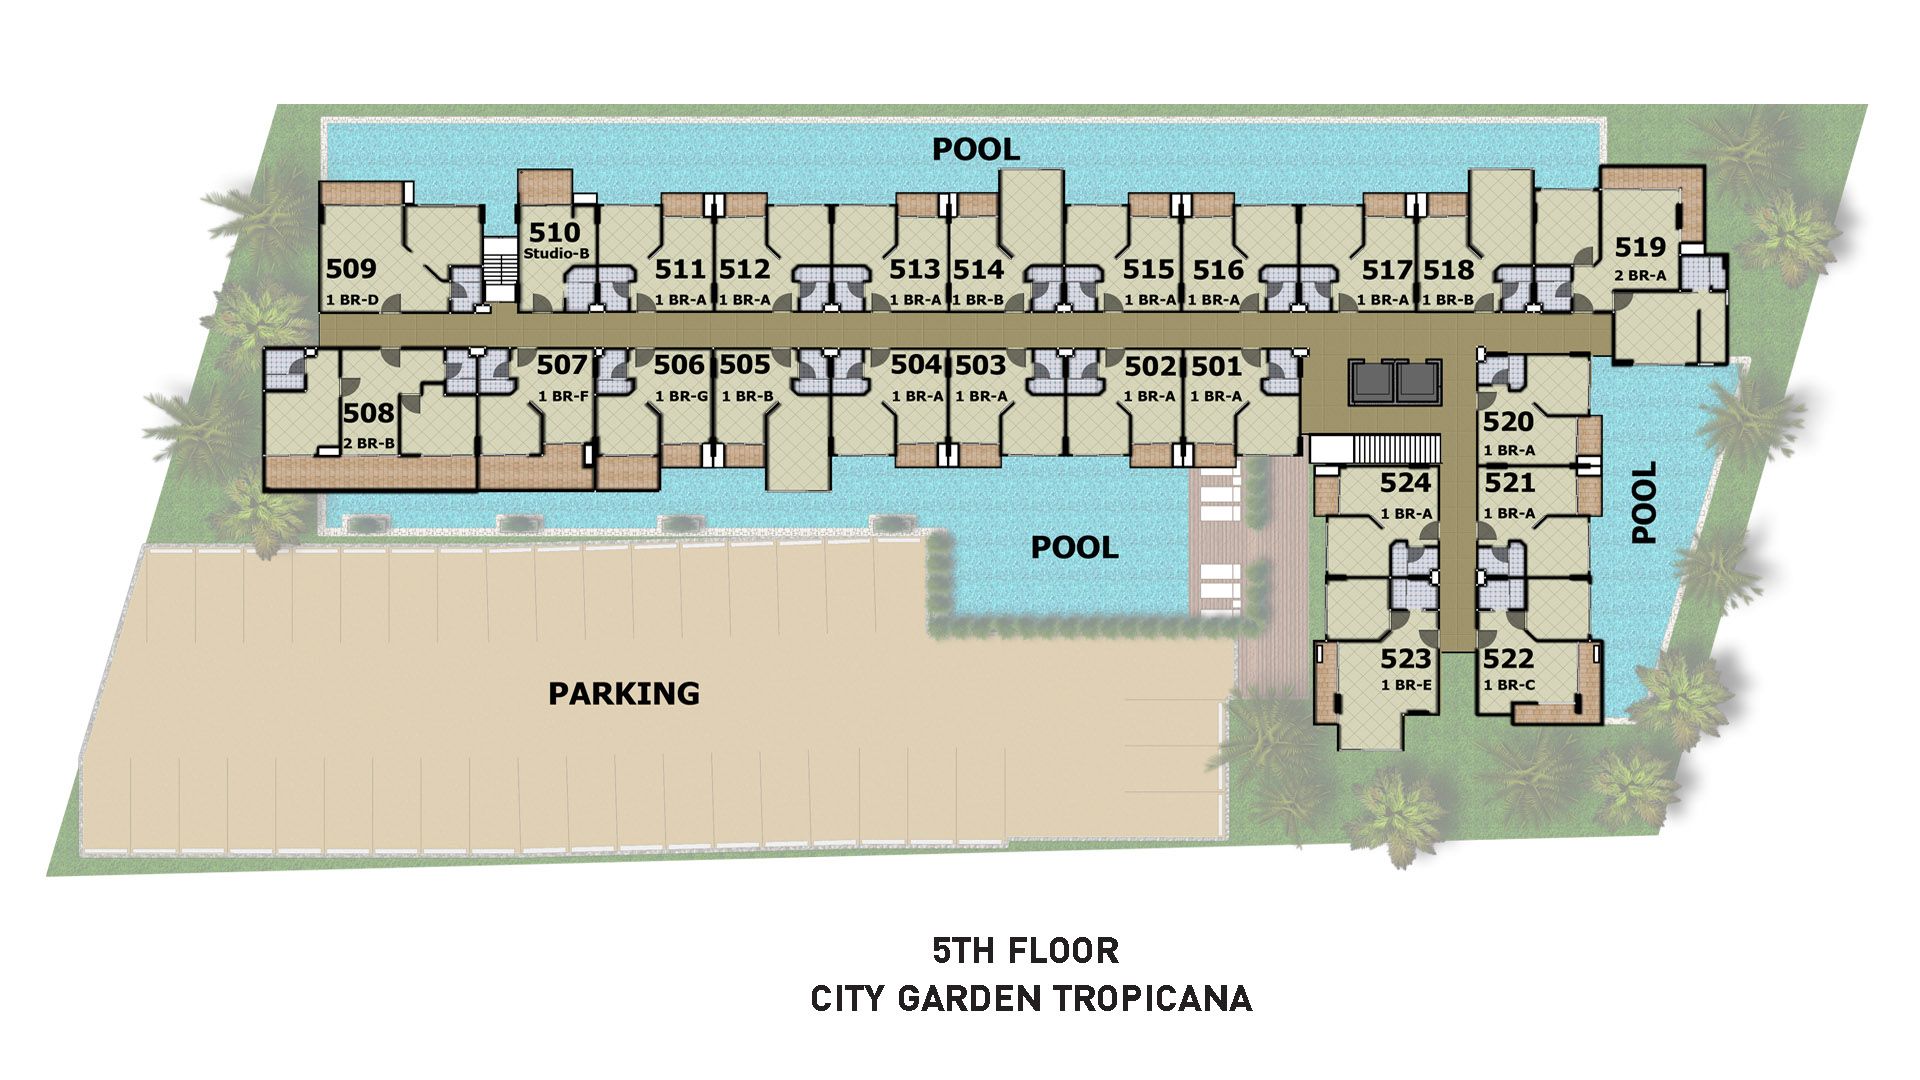 POOL
509
1 BR-D
510
Studio-B
511
1 BR-A
512
1 BR-A
513
1 BR-A
514
1 BR-B
515
1 BR-A
516
1 BR-A
517
1 BR-A
518
1 BR-B
519
2 BR-A
508
2 BR-B
507
1 BR-F
506
1 BR-G
505
1 BR-B
504
1 BR-A
503
1 BR-A
502
1 BR-A
501
1 BR-A
520
1 BR-A
524
1 BR-A
521
1 BR-A
POOL
POOL
523
1 BR-E
522
1 BR-C
PARKING
5TH FLOOR
CITY GARDEN TROPICANA